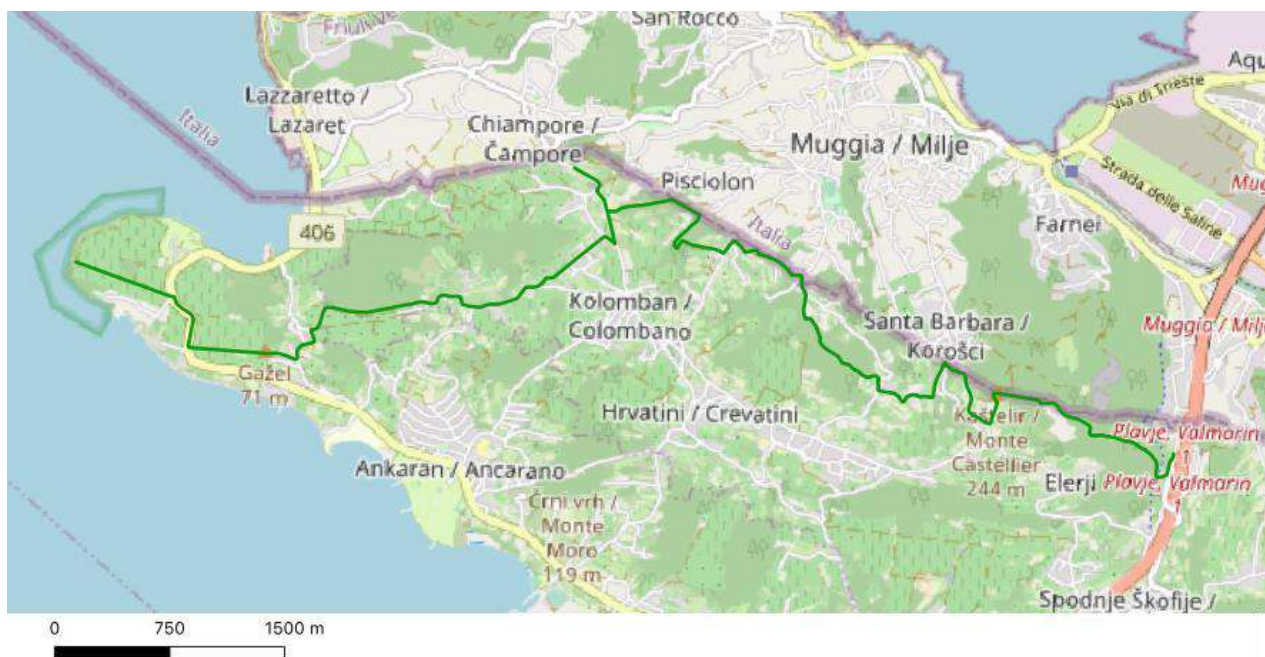 San Rocco
Friuli Ve
Aqu
Lazzaretto /
Lazaret
Italia
Via di Trieste
Chiampore /
Čampore
Muggia / Milje
Strada delle Saline
Pisciolon
Mug
Farnei
406
Italia
Kolomban /
Colombano
Santa Barbara /
Korošci
Muggia / Milj
Gažel
71 m
Hrvatini / Crevatini
Kaštelir /
Monte
Castellier
244 m
Plavje, Valmarin
1
Ankaran / Ancarano
Elerji
Plavje, Valmarin
1
Črni vrh /
Monte
Moro
119 m
Spodnje Škofije /
0 750 1500 m